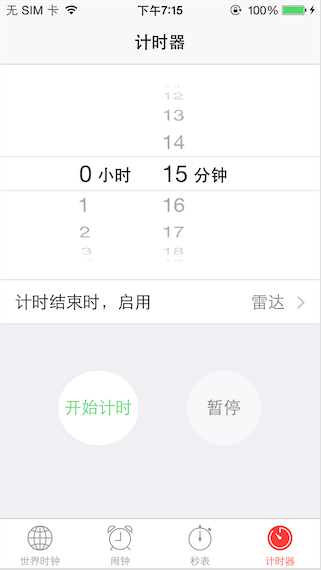 无 SIM 卡 下午7:15 100%
计时器
11
12
13
14
0 小时 15 分钟
1 16
2 17
3 18
计时结束时，启用 雷达
开始计时 暂停
世界时钟 闹钟 秒表 计时器